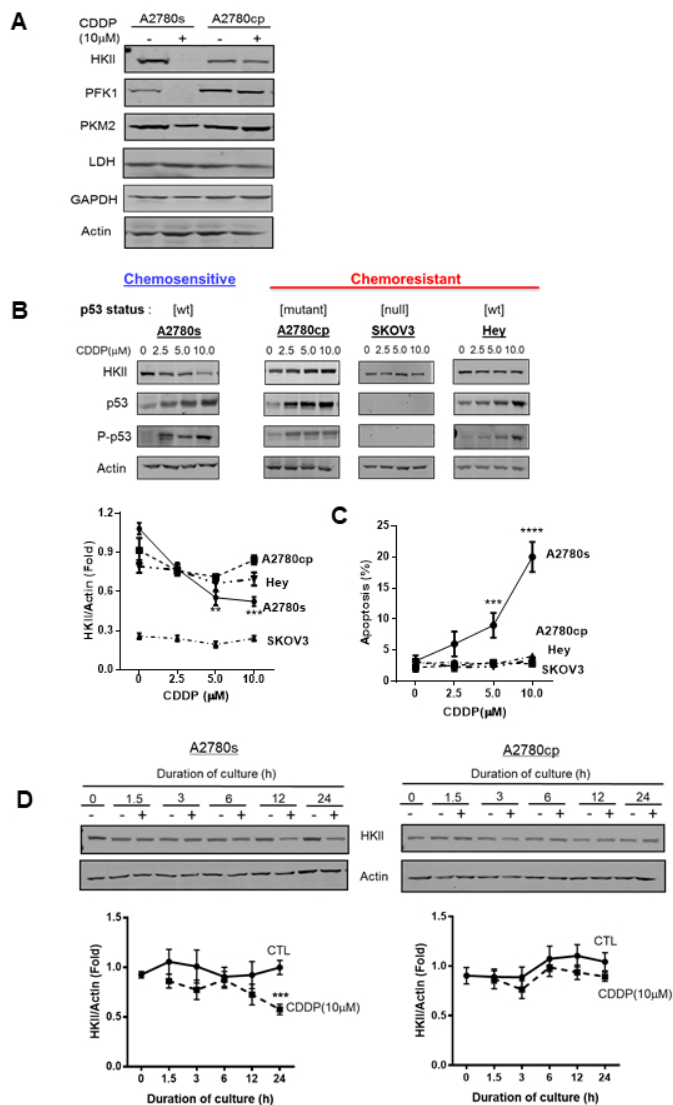 A
CDDP A2780s A2780cp
(10μM) - + - +
HKII
PFK1
PKM2
LDH
GAPDH
Actin
Chemosensitive Chemoresistant
B
p53 status : [wt] [mutant] [null] [wt]
A2780s A2780cp SKOV3 Hey
CDDP(μM) 0 2.5 5.0 10.0 0 2.5 5.0 10.0 0 2.5 5.0 10.0 0 2.5 5.0 10.0
HKII
p53
P-p53
Actin
HKII/Actin (Fold)
1.2
0.9
0.6
0.3
0.0
A2780cp
Hey
A2780s
SKOV3
** ***
0 2.5 5.0 10.0
CDDP (μM)
C
Apoptosis (%)
25
20
15
10
5
0
****
A2780s
***
A2780cp
Hey
SKOV3
0 2.5 5.0 10.0
CDDP(μM)
D
A2780s
Duration of culture (h)
0 1.5 3 6 12 24
- - + - + - + - + - +
A2780cp
Duration of culture (h)
0 1.5 3 6 12 24
- - + - + - + - + - +
HKII
Actin
HKII/Actin (Fold)
1.5
1.0
0.5
0.0
CTL
***
CDDP(10μM)
0 1.5 3 6 12 24
Duration of culture (h)
HKII/Actin (Fold)
1.5
1.0
0.5
0.0
CTL
CDDP(10μM)
0 1.5 3 6 12 24
Duration of culture (h)